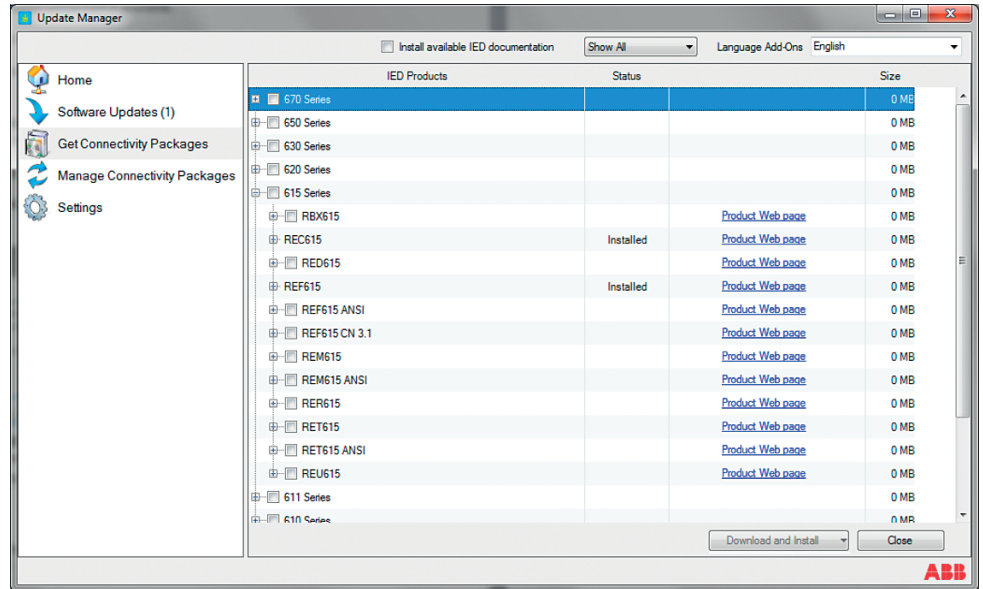 Update Manager
Install available IED documentation Show All Language Add-Ons English
Home
Software Updates (1)
Get Connectivity Packages
Manage Connectivity Packages
Settings
IED Products Status Size
670 Series 0 MB
650 Series 0 MB
630 Series 0 MB
620 Series 0 MB
615 Series 0 MB
RBX615 Product Web page 0 MB
REC615 Installed Product Web page 0 MB
RED615 Product Web page 0 MB
REF615 Installed Product Web page 0 MB
REF615 ANSI Product Web page 0 MB
REF615 CN 3.1 Product Web page 0 MB
REM615 Product Web page 0 MB
REM615 ANSI Product Web page 0 MB
RER615 Product Web page 0 MB
RET615 Product Web page 0 MB
RET615 ANSI Product Web page 0 MB
REU615 Product Web page 0 MB
611 Series 0 MB
610 Series 0 MB
Download and Install Close
ABB